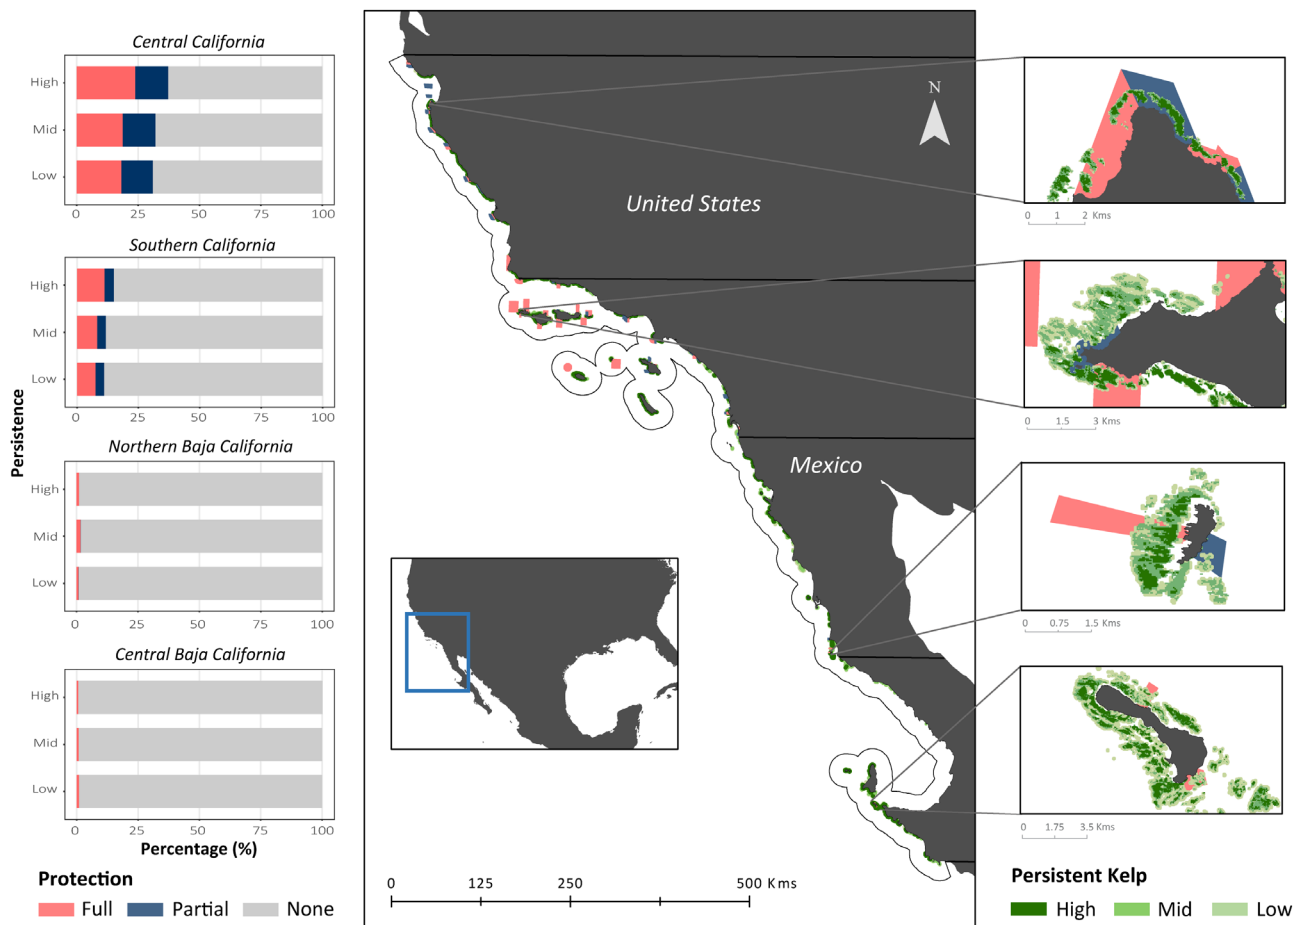 Central California
High
Mid
Low
0 25 50 75 100
Southern California
High
Mid
Low
0 25 50 75 100
Persistence
Northern Baja California
High
Mid
Low
0 25 50 75 100
Central Baja California
High
Mid
Low
0 25 50 75 100
Percentage (%)
Protection
Full Partial None
N
United States
Mexico
0 125 250 500 Kms
0 1 2 Kms
0 1.5 3 Kms
0 0.75 1.5 Kms
0 1.75 3.5 Kms
Persistent Kelp
High Mid Low